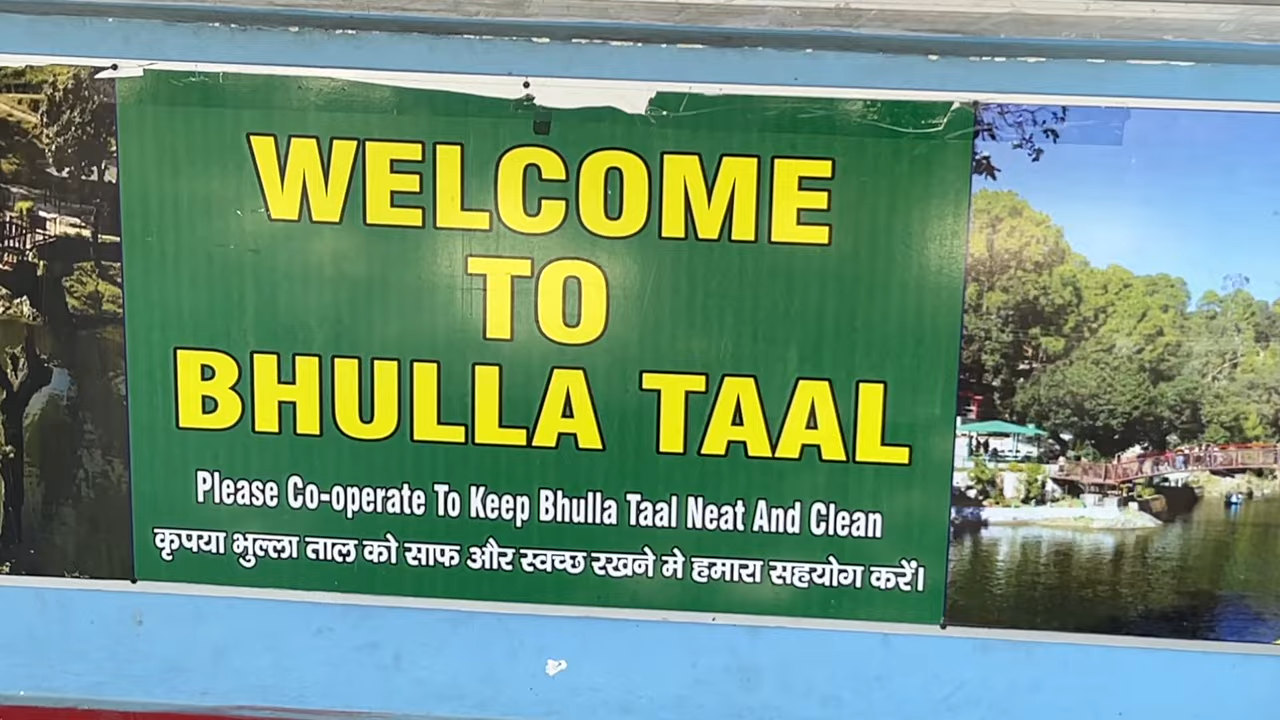 WELCOME
TO
BHULLA TAAL
Please Co-operate To Keep Bhulla Taal Neat And Clean
कृपया भुल्ला ताल को साफ और स्वच्छ रखने मे हमारा सहयोग करें।